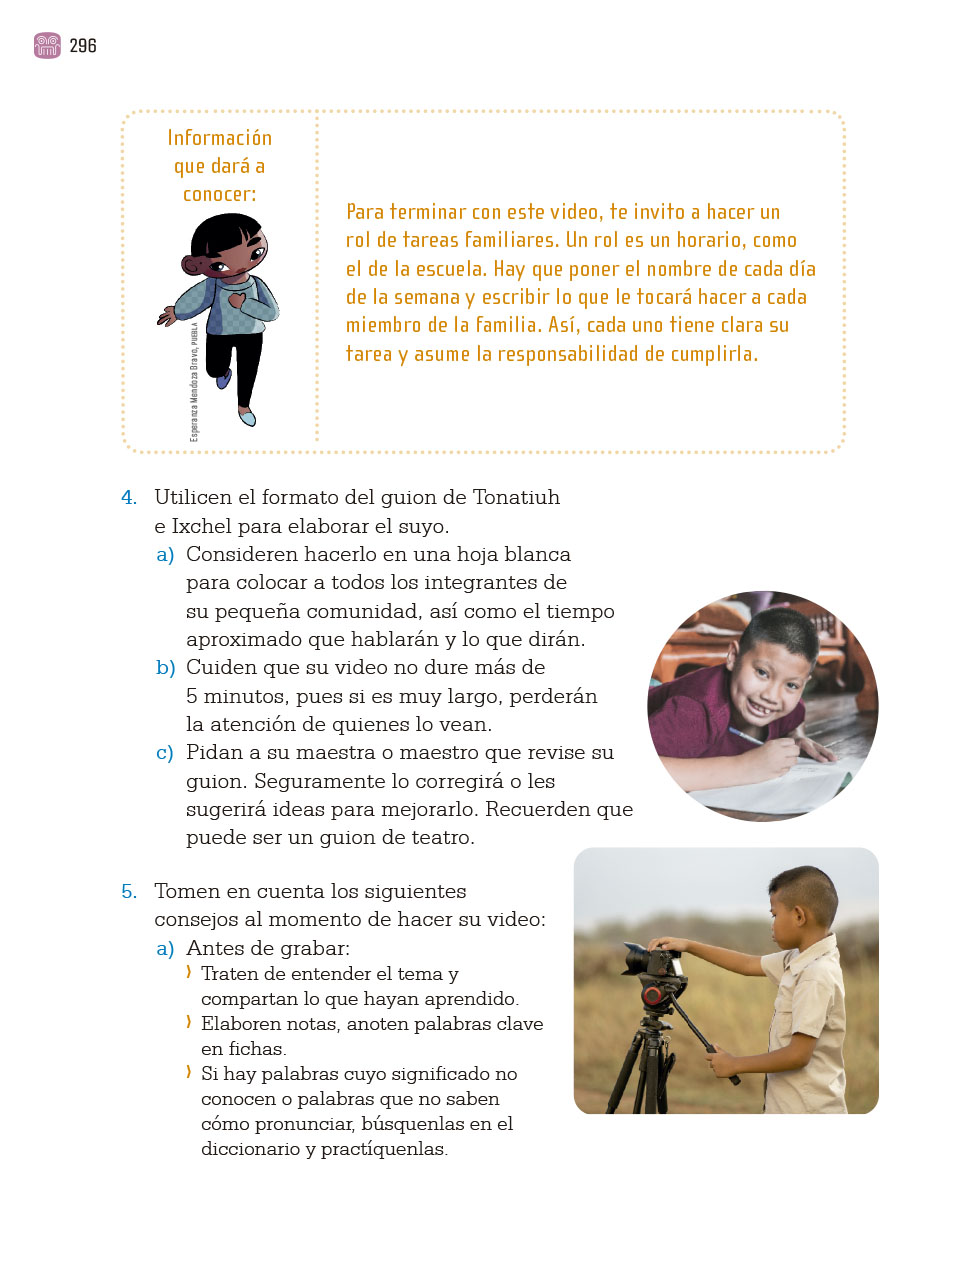 296
Información
que dará a
conocer:
Esperanza Mendoza Bravo, PUEBLA
Para terminar con este video, te invito a hacer un
rol de tareas familiares. Un rol es un horario, como
el de la escuela. Hay que poner el nombre de cada día
de la semana y escribir lo que le tocará hacer a cada
miembro de la familia. Así, cada uno tiene clara su
tarea y asume la responsabilidad de cumplirla.
4. Utilicen el formato del guion de Tonatiuh
e Ixchel para elaborar el suyo.
a) Consideren hacerlo en una hoja blanca
para colocar a todos los integrantes de
su pequeña comunidad, así como el tiempo
aproximado que hablarán y lo que dirán.
b) Cuiden que su video no dure más de
5 minutos, pues si es muy largo, perderán
la atención de quienes lo vean.
c) Pidan a su maestra o maestro que revise su
guion. Seguramente lo corregirá o les
sugerirá ideas para mejorarlo. Recuerden que
puede ser un guion de teatro.
5. Tomen en cuenta los siguientes
consejos al momento de hacer su video:
a) Antes de grabar:
⟩ Traten de entender el tema y
compartan lo que hayan aprendido.
⟩ Elaboren notas, anoten palabras clave
en fichas.
⟩ Si hay palabras cuyo significado no
conocen o palabras que no saben
cómo pronunciar, búsquenlas en el
diccionario y practíquenlas.